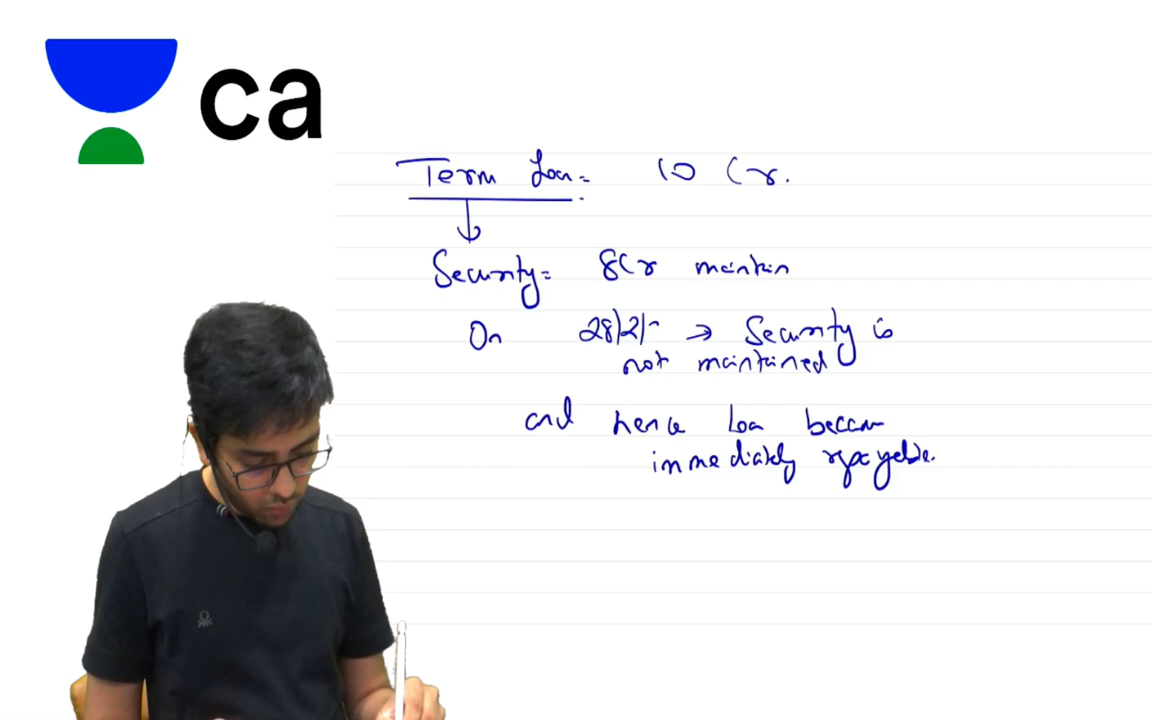 ca
Term Loan = 10 Cr.
Security = 8Cr maintain
On 28/2/- → Security is
not maintained
and hence Loan became
immediately repayable.